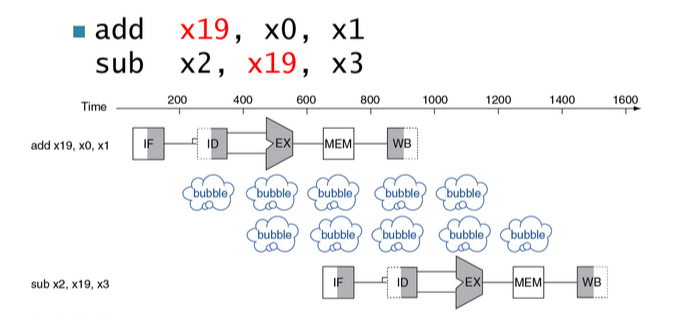 add x19, x0, x1
sub x2, x19, x3
Time 200 400 600 800 1000 1200 1400 1600
add x19, x0, x1 IF ID EX MEM WB
bubble bubble bubble bubble bubble
bubble bubble bubble bubble bubble
sub x2, x19, x3 IF ID EX MEM WB